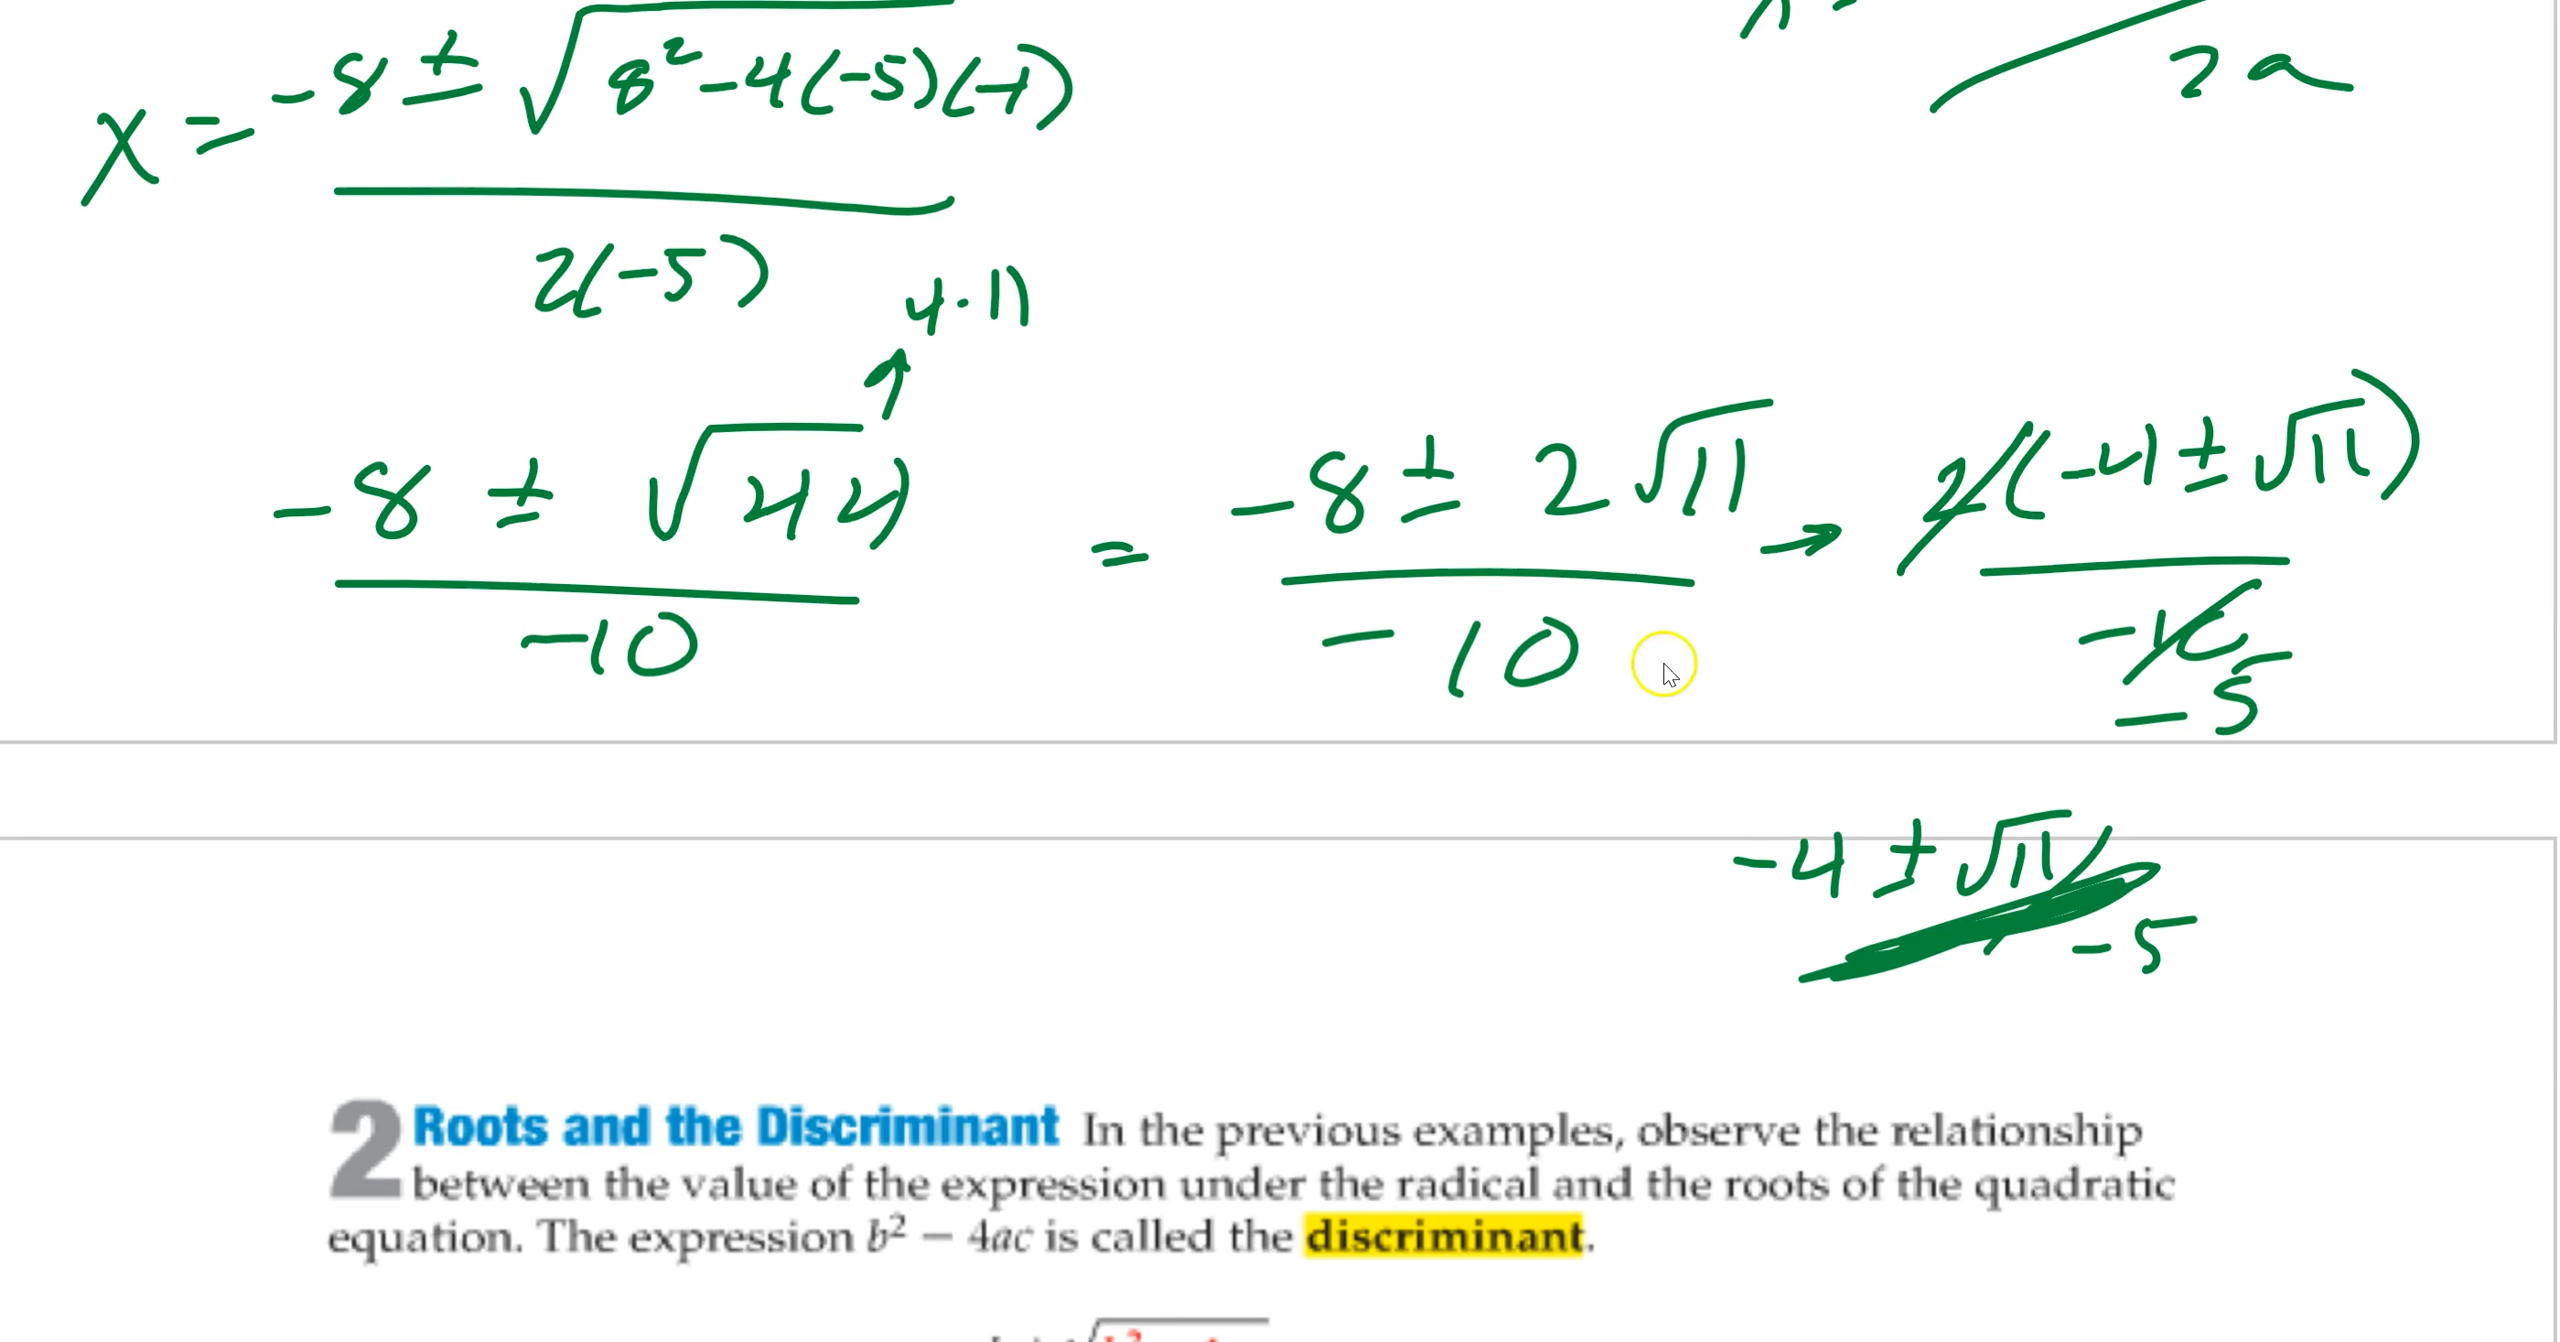 x = -8 ± √8² - 4(-5)(-1)
2(-5)
2a
4·11
-8 ± √44
-10
= -8 ± 2√11
-10
→ 2(-4 ± √11)
-10
-5
-4 ± √11
-5
2 Roots and the Discriminant In the previous examples, observe the relationship
between the value of the expression under the radical and the roots of the quadratic
equation. The expression b² − 4ac is called the discriminant.